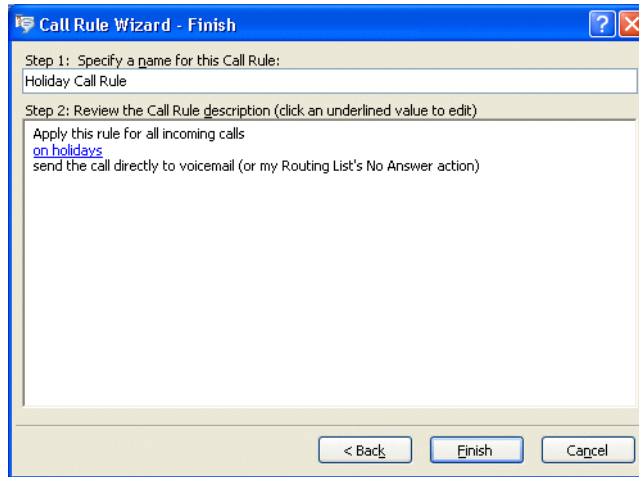 Call Rule Wizard - Finish
Step 1: Specify a name for this Call Rule:
Holiday Call Rule
Step 2: Review the Call Rule description (click an underlined value to edit)
Apply this rule for all incoming calls
on holidays
send the call directly to voicemail (or my Routing List's No Answer action)
< Back Finish Cancel